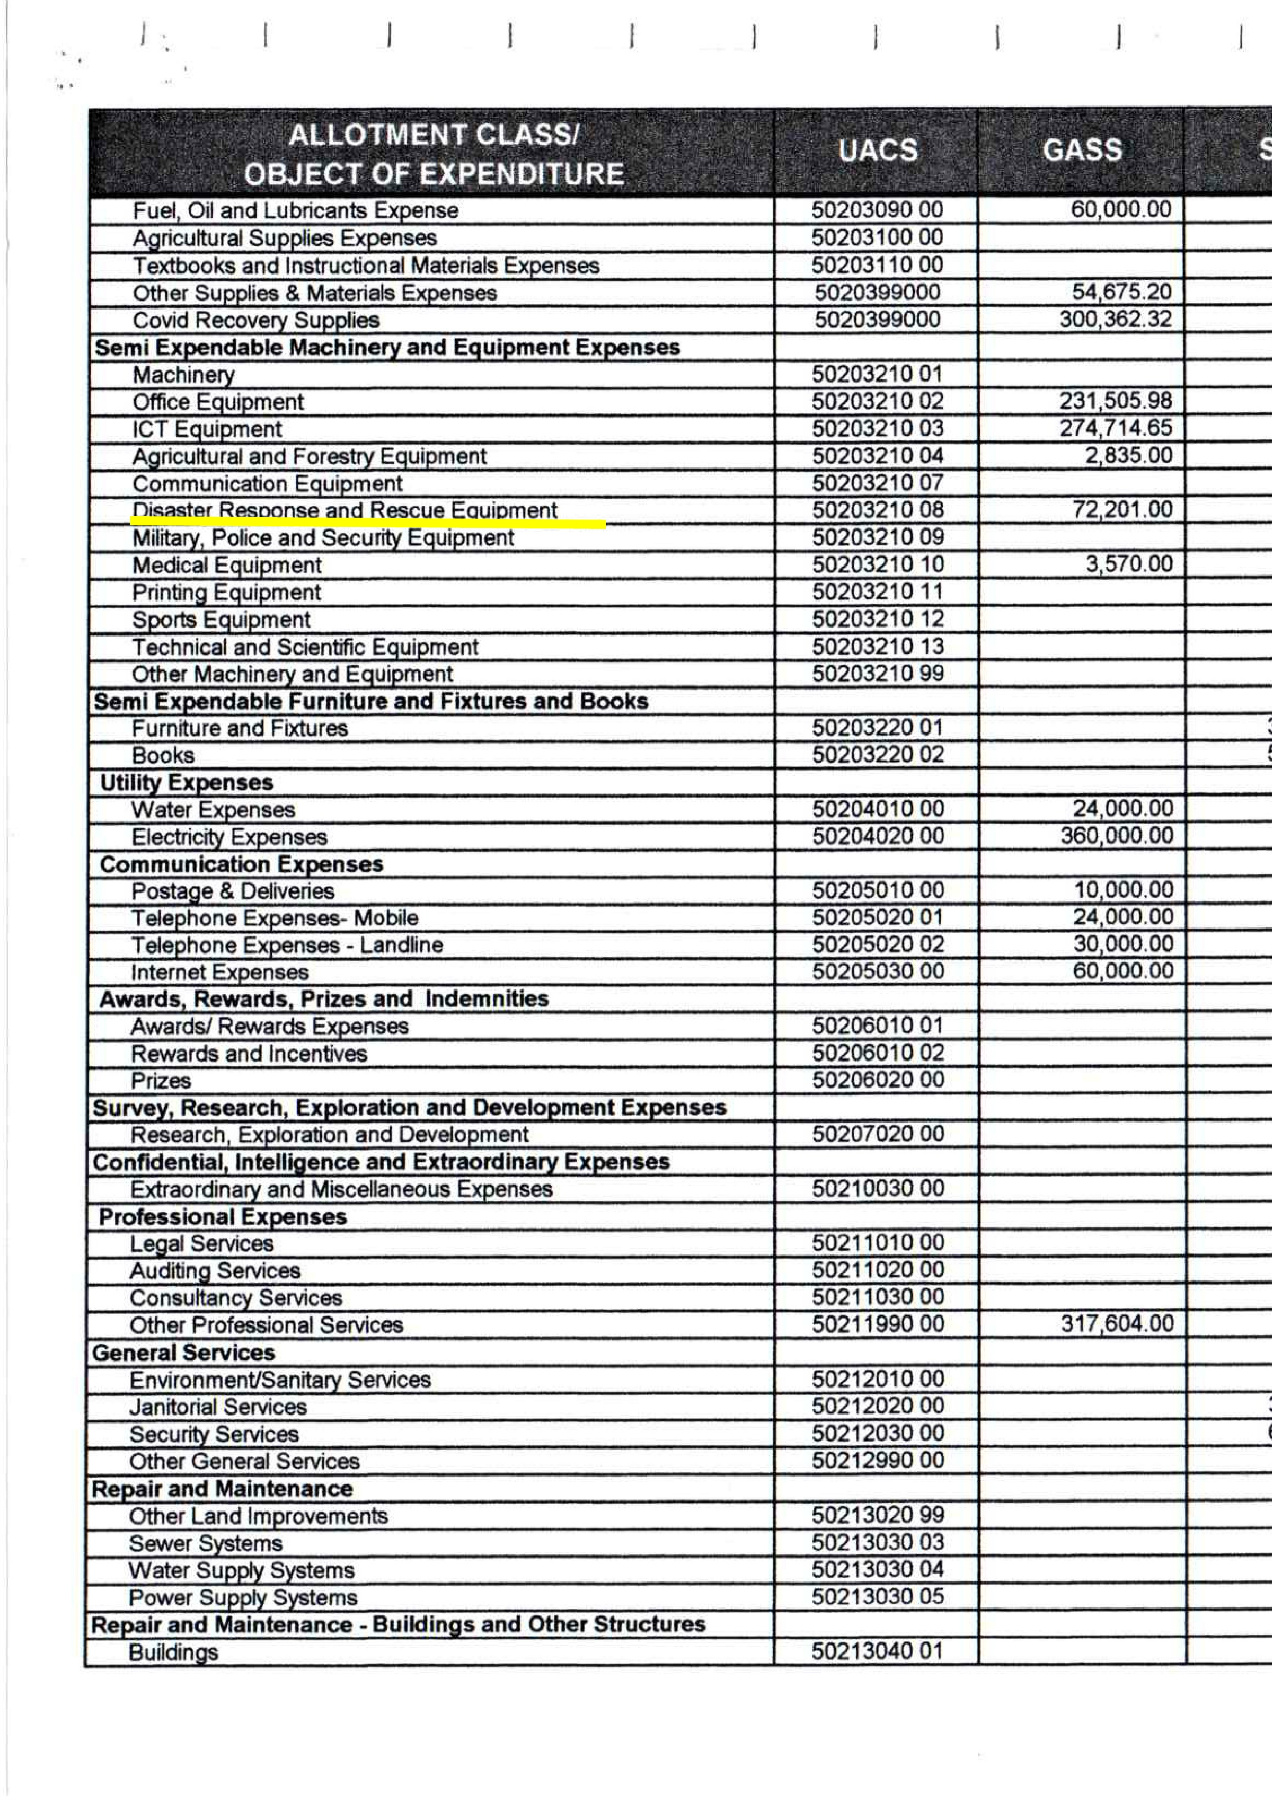 ALLOTMENT CLASS/
OBJECT OF EXPENDITURE UACS GASS S
Fuel, Oil and Lubricants Expense 50203090 00 60,000.00
Agricultural Supplies Expenses 50203100 00
Textbooks and Instructional Materials Expenses 50203110 00
Other Supplies & Materials Expenses 5020399000 54,675.20
Covid Recovery Supplies 5020399000 300,362.32
Semi Expendable Machinery and Equipment Expenses
Machinery 50203210 01
Office Equipment 50203210 02 231,505.98
ICT Equipment 50203210 03 274,714.65
Agricultural and Forestry Equipment 50203210 04 2,835.00
Communication Equipment 50203210 07
Disaster Response and Rescue Equipment 50203210 08 72,201.00
Military, Police and Security Equipment 50203210 09
Medical Equipment 50203210 10 3,570.00
Printing Equipment 50203210 11
Sports Equipment 50203210 12
Technical and Scientific Equipment 50203210 13
Other Machinery and Equipment 50203210 99
Semi Expendable Furniture and Fixtures and Books
Furniture and Fixtures 50203220 01
Books 50203220 02
Utility Expenses
Water Expenses 50204010 00 24,000.00
Electricity Expenses 50204020 00 360,000.00
Communication Expenses
Postage & Deliveries 50205010 00 10,000.00
Telephone Expenses- Mobile 50205020 01 24,000.00
Telephone Expenses - Landline 50205020 02 30,000.00
Internet Expenses 50205030 00 60,000.00
Awards, Rewards, Prizes and Indemnities
Awards/ Rewards Expenses 50206010 01
Rewards and Incentives 50206010 02
Prizes 50206020 00
Survey, Research, Exploration and Development Expenses
Research, Exploration and Development 50207020 00
Confidential, Intelligence and Extraordinary Expenses
Extraordinary and Miscellaneous Expenses 50210030 00
Professional Expenses
Legal Services 50211010 00
Auditing Services 50211020 00
Consultancy Services 50211030 00
Other Professional Services 50211990 00 317,604.00
General Services
Environment/Sanitary Services 50212010 00
Janitorial Services 50212020 00
Security Services 50212030 00
Other General Services 50212990 00
Repair and Maintenance
Other Land Improvements 50213020 99
Sewer Systems 50213030 03
Water Supply Systems 50213030 04
Power Supply Systems 50213030 05
Repair and Maintenance - Buildings and Other Structures
Buildings 50213040 01